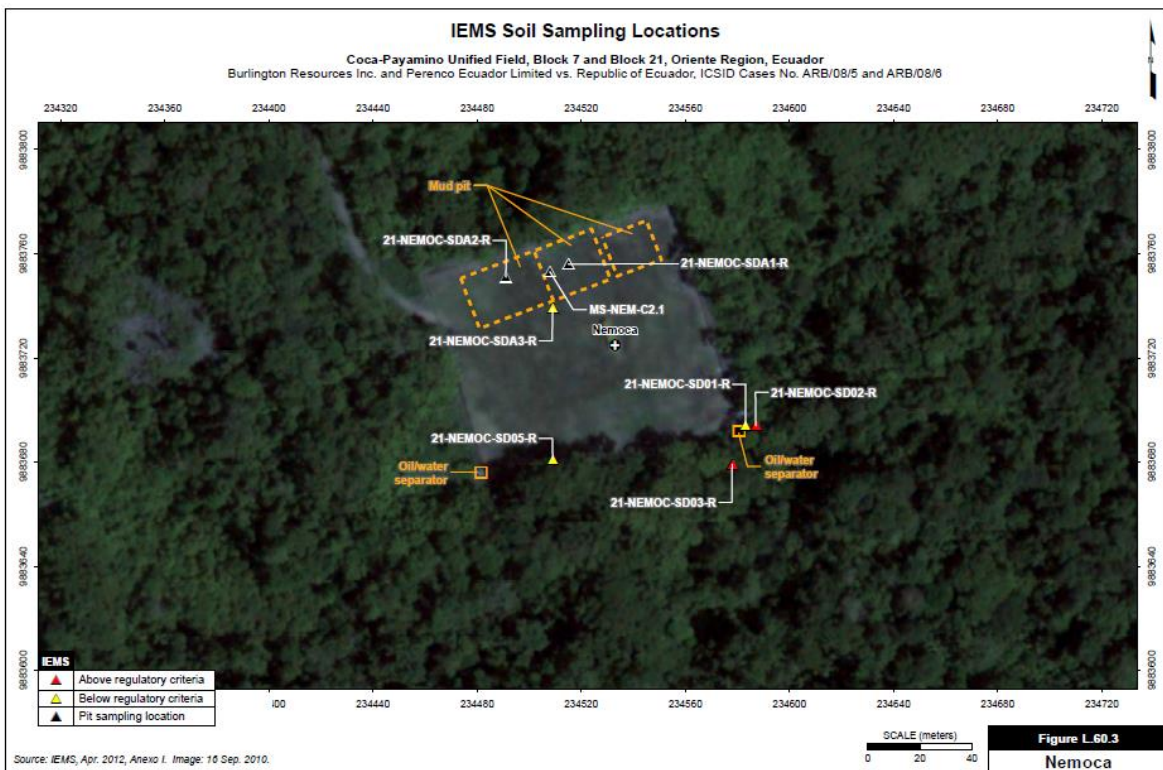 IEMS Soil Sampling Locations
Coca-Payamino Unified Field, Block 7 and Block 21, Oriente Region, Ecuador
Burlington Resources Inc. and Perenco Ecuador Limited vs. Republic of Ecuador, ICSID Cases No. ARB/08/5 and ARB/08/6
234320 234360 234400 234440 234480 234520 234560 234600 234640 234680 234720
9883800 9883800
Mud pit
21-NEMOC-SDA2-R
9883760 9883760
21-NEMOC-SDA1-R
MS-NEM-C2.1
21-NEMOC-SDA3-R
Nemoca
9883720 9883720
21-NEMOC-SD01-R
21-NEMOC-SD02-R
21-NEMOC-SD05-R
9883680 9883680
Oil/water
separator
Oil/water
separator
21-NEMOC-SD03-R
9883640 9883640
9883600 9883600
IEMS
Above regulatory criteria
Below regulatory criteria
Pit sampling location
234440 234480 234520 234560 234600 234640 234680 234720
SCALE (meters)
0 20 40
Figure L.60.3
Nemoca
Source: IEMS, Apr. 2012, Anexo I. Image: 16 Sep. 2010.